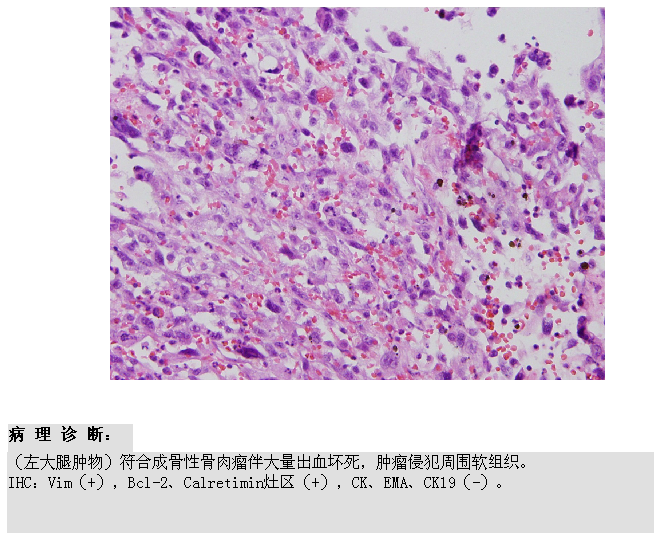 病 理 诊 断：
（左大腿肿物）符合成骨性骨肉瘤伴大量出血坏死，肿瘤侵犯周围软组织。
IHC：Vim（+），Bcl-2、Calretimin灶区（+），CK、EMA、CK19（-）。